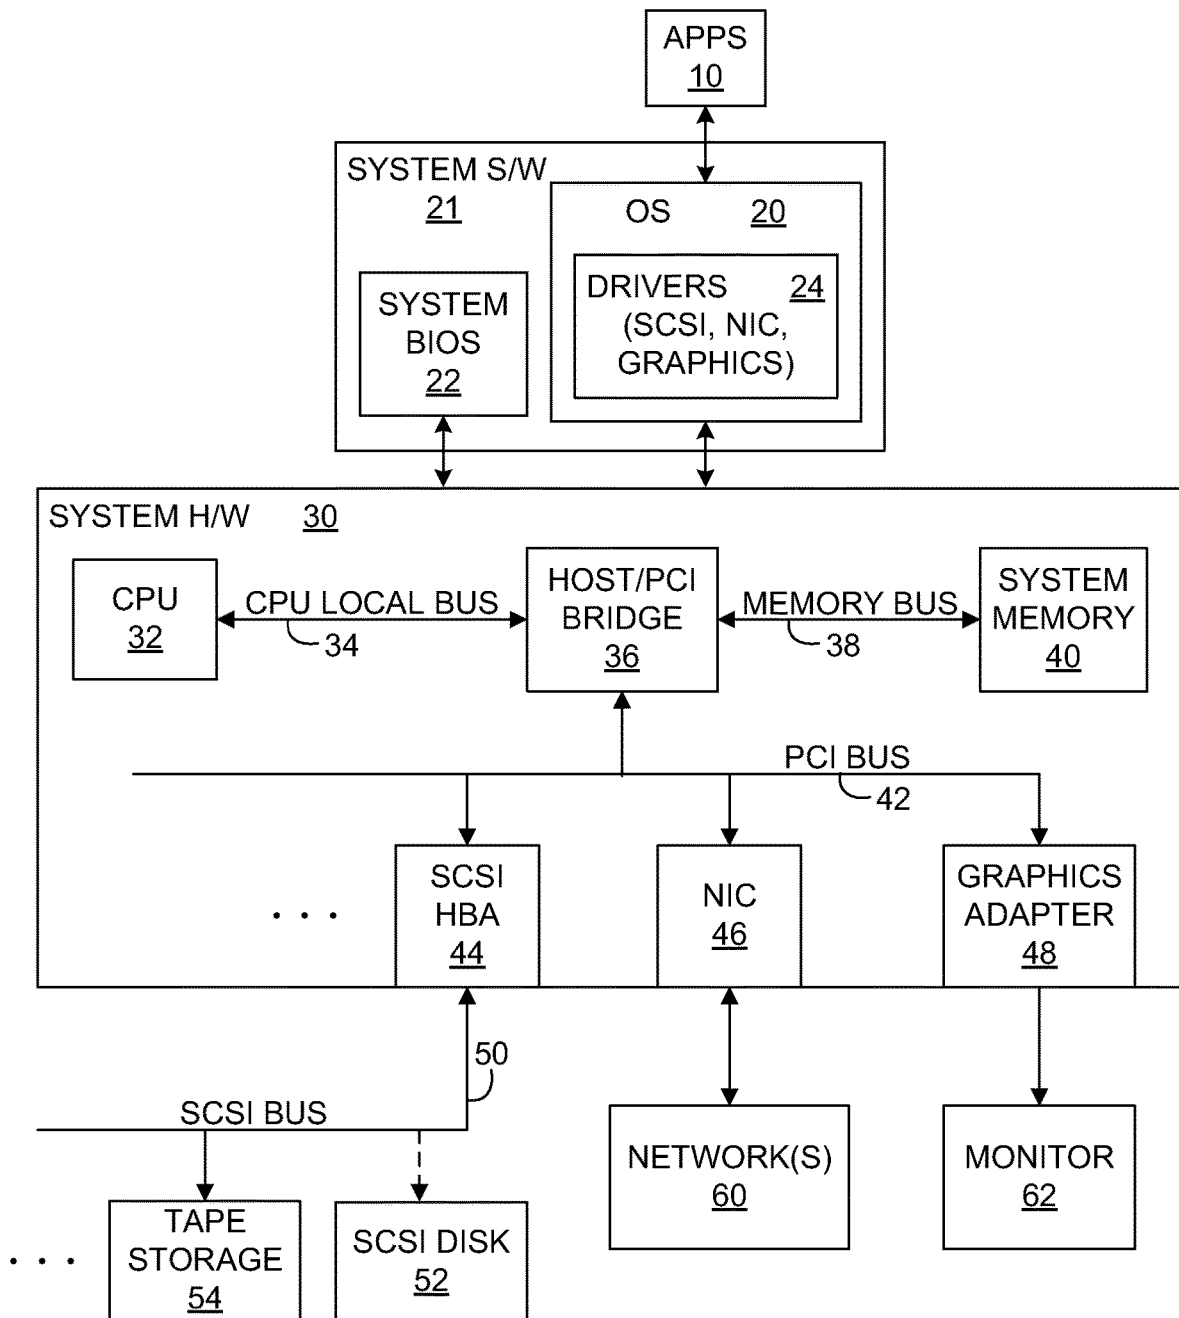 APPS
10
SYSTEM S/W
21
OS 20
DRIVERS 24
(SCSI, NIC,
GRAPHICS)
SYSTEM
BIOS
22
SYSTEM H/W 30
CPU
32
CPU LOCAL BUS
34
HOST/PCI
BRIDGE
36
MEMORY BUS
38
SYSTEM
MEMORY
40
PCI BUS
42
. . .
SCSI
HBA
44
NIC
46
GRAPHICS
ADAPTER
48
50
SCSI BUS
. . .
TAPE
STORAGE
54
SCSI DISK
52
NETWORK(S)
60
MONITOR
62